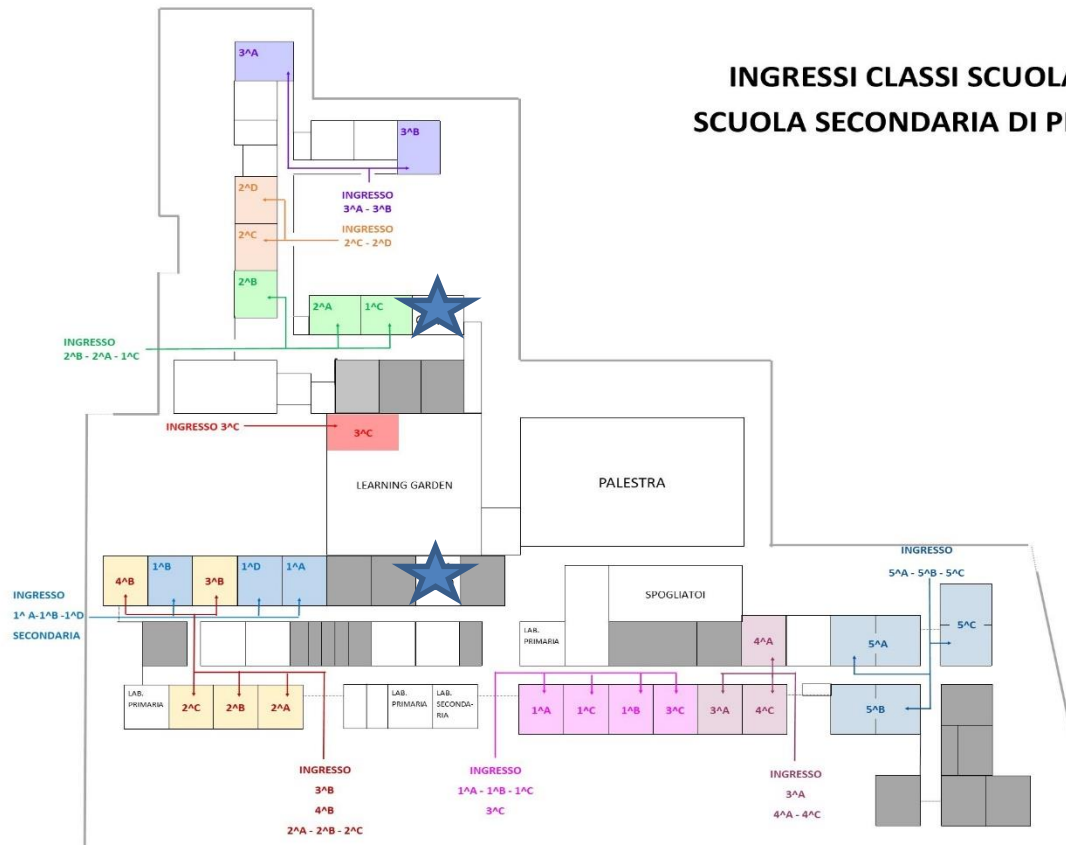 INGRESSI CLASSI SCUOLA
SCUOLA SECONDARIA DI P
3^A
3^B
INGRESSO
3^A - 3^B
2^D
INGRESSO
2^C - 2^D
2^C
2^B
2^A
1^C
INGRESSO
2^B - 2^A - 1^C
INGRESSO 3^C
3^C
LEARNING GARDEN
PALESTRA
4^B
1^B
3^B
1^D
1^A
INGRESSO
1^ A-1^B -1^D
SECONDARIA
INGRESSO
5^A - 5^B - 5^C
SPOGLIATOI
LAB.
PRIMARIA
4^A
5^A
5^C
LAB.
PRIMARIA
2^C
2^B
2^A
LAB.
PRIMARIA
LAB.
SECONDA-
RIA
1^A
1^C
1^B
3^C
3^A
4^C
5^B
INGRESSO
3^B
4^B
2^A - 2^B - 2^C
INGRESSO
1^A - 1^B - 1^C
3^C
INGRESSO
3^A
4^A - 4^C